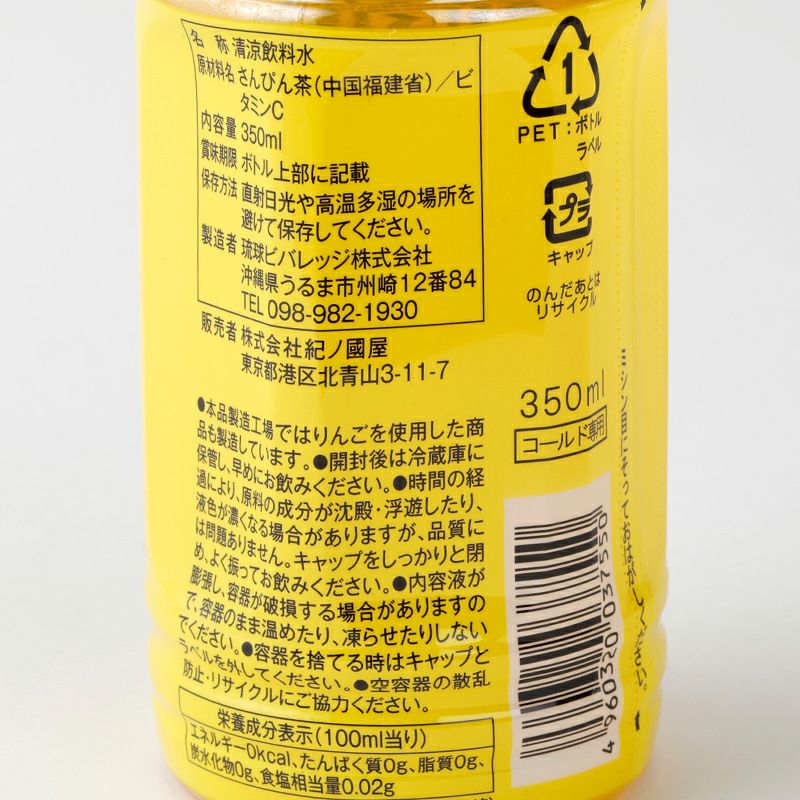 名称 清涼飲料水
原材料名 さんぴん茶(中国福建省)/ビ
タミンC
内容量 350ml
賞味期限 ボトル上部に記載
保存方法 直射日光や高温多湿の場所を
避けて保存してください。
製造者 琉球ビバレッジ株式会社
沖縄県うるま市州崎12番84
TEL 098-982-1930
販売者 株式会社紀ノ國屋
東京都港区北青山3-11-7
●本品製造工場ではりんごを使用した商
品も製造しています。●開封後は冷蔵庫に
保管し、早めにお飲みください。●時間の経
過により、原料の成分が沈殿・浮遊したり、
液色が濃くなる場合がありますが、品質に
は問題ありません。キャップをしっかりと閉
め、よく振ってお飲みください。●内容液が
膨張し、容器が破損する場合がありますの
で、容器のまま温めたり、凍らせたりしない
でください。●容器を捨てる時はキャップと
ラベルを外してください。●空容器の散乱
防止・リサイクルにご協力ください。
栄養成分表示(100ml当り)
エネルギー0kcal、たんぱく質0g、脂質0g、
炭水化物0g、食塩相当量0.02g
1
PET:ボトル
ラベル
プラ
キャップ
のんだあとは
リサイクル
350ml
コールド専用
4 960320 037550
ミシン目にそっておはがしください。